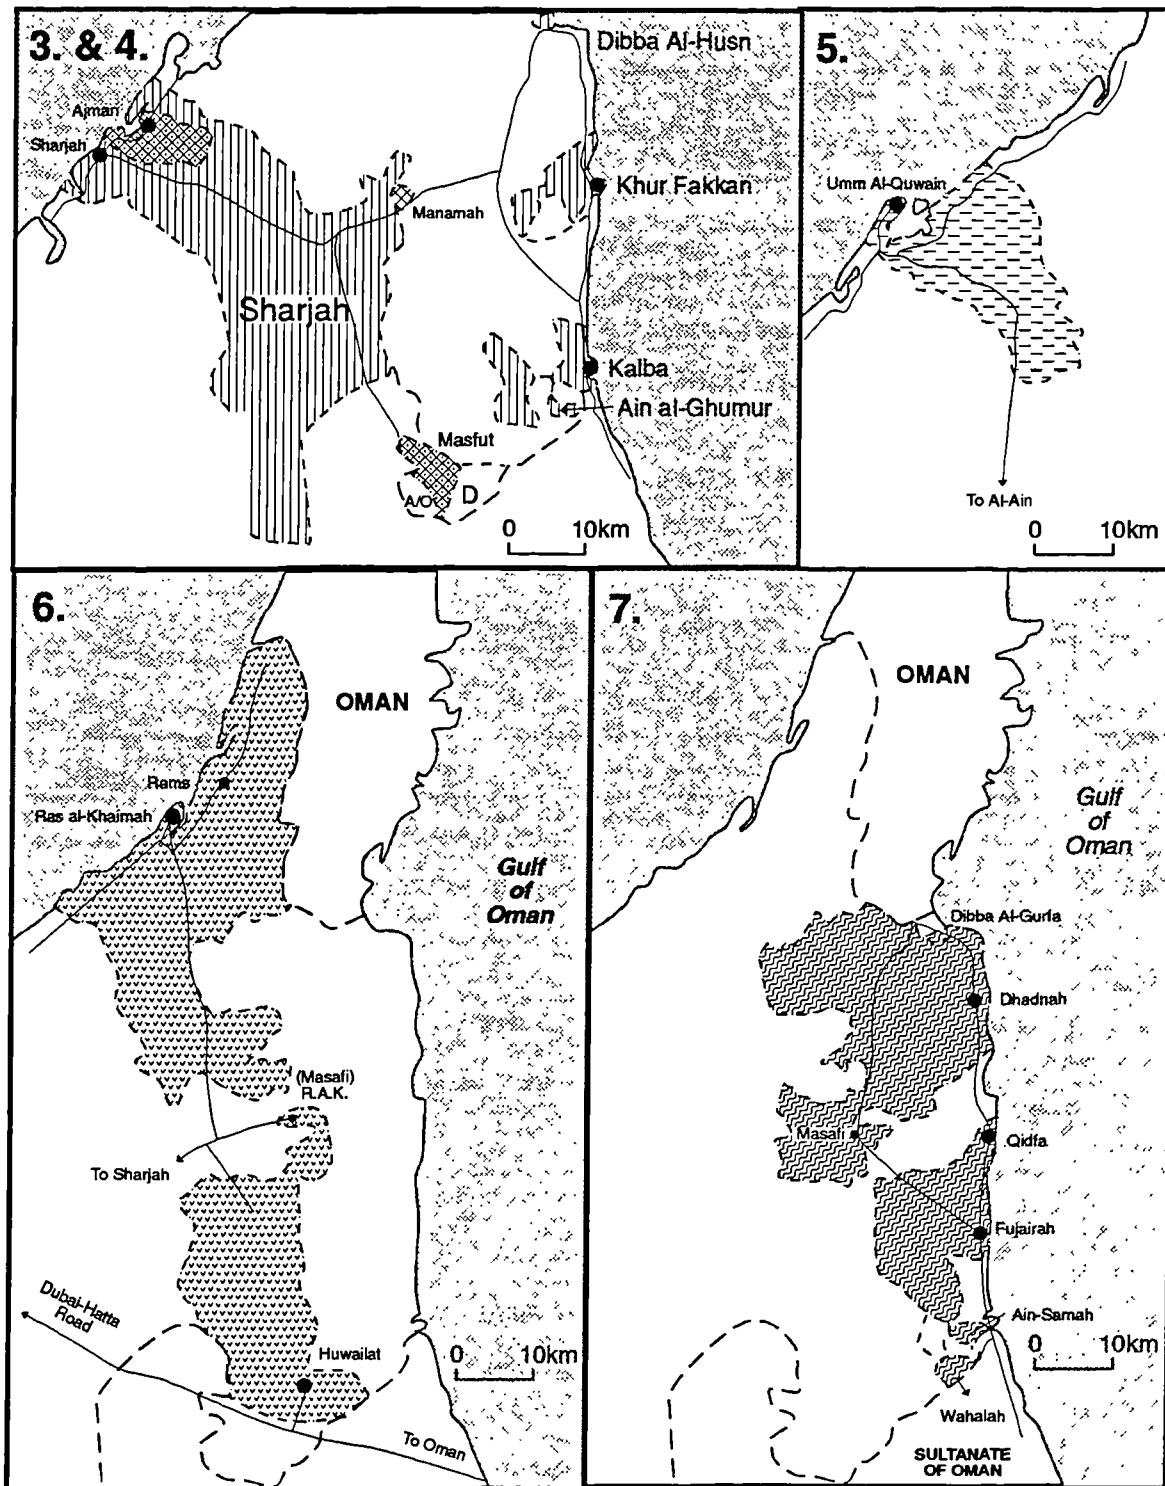 3. & 4.
Dibba Al-Husn
Ajman
Sharjah
Khur Fakkan
Manamah
Sharjah
Kalba
Ain al-Ghumur
Masfut
A/O
D
0 10km
5.
Umm Al-Quwain
To Al-Ain
0 10km
6.
OMAN
Rams
Ras al-Khaimah
Gulf
of
Oman
(Masafi)
R.A.K.
To Sharjah
Dubai-Hatta
Road
Huwailat
0 10km
To Oman
7.
OMAN
Gulf
of
Oman
Dibba Al-Gurfa
Dhadnah
Masafi
Qidfa
Fujairah
Ain-Samah
0 10km
Wahalah
SULTANATE
OF OMAN